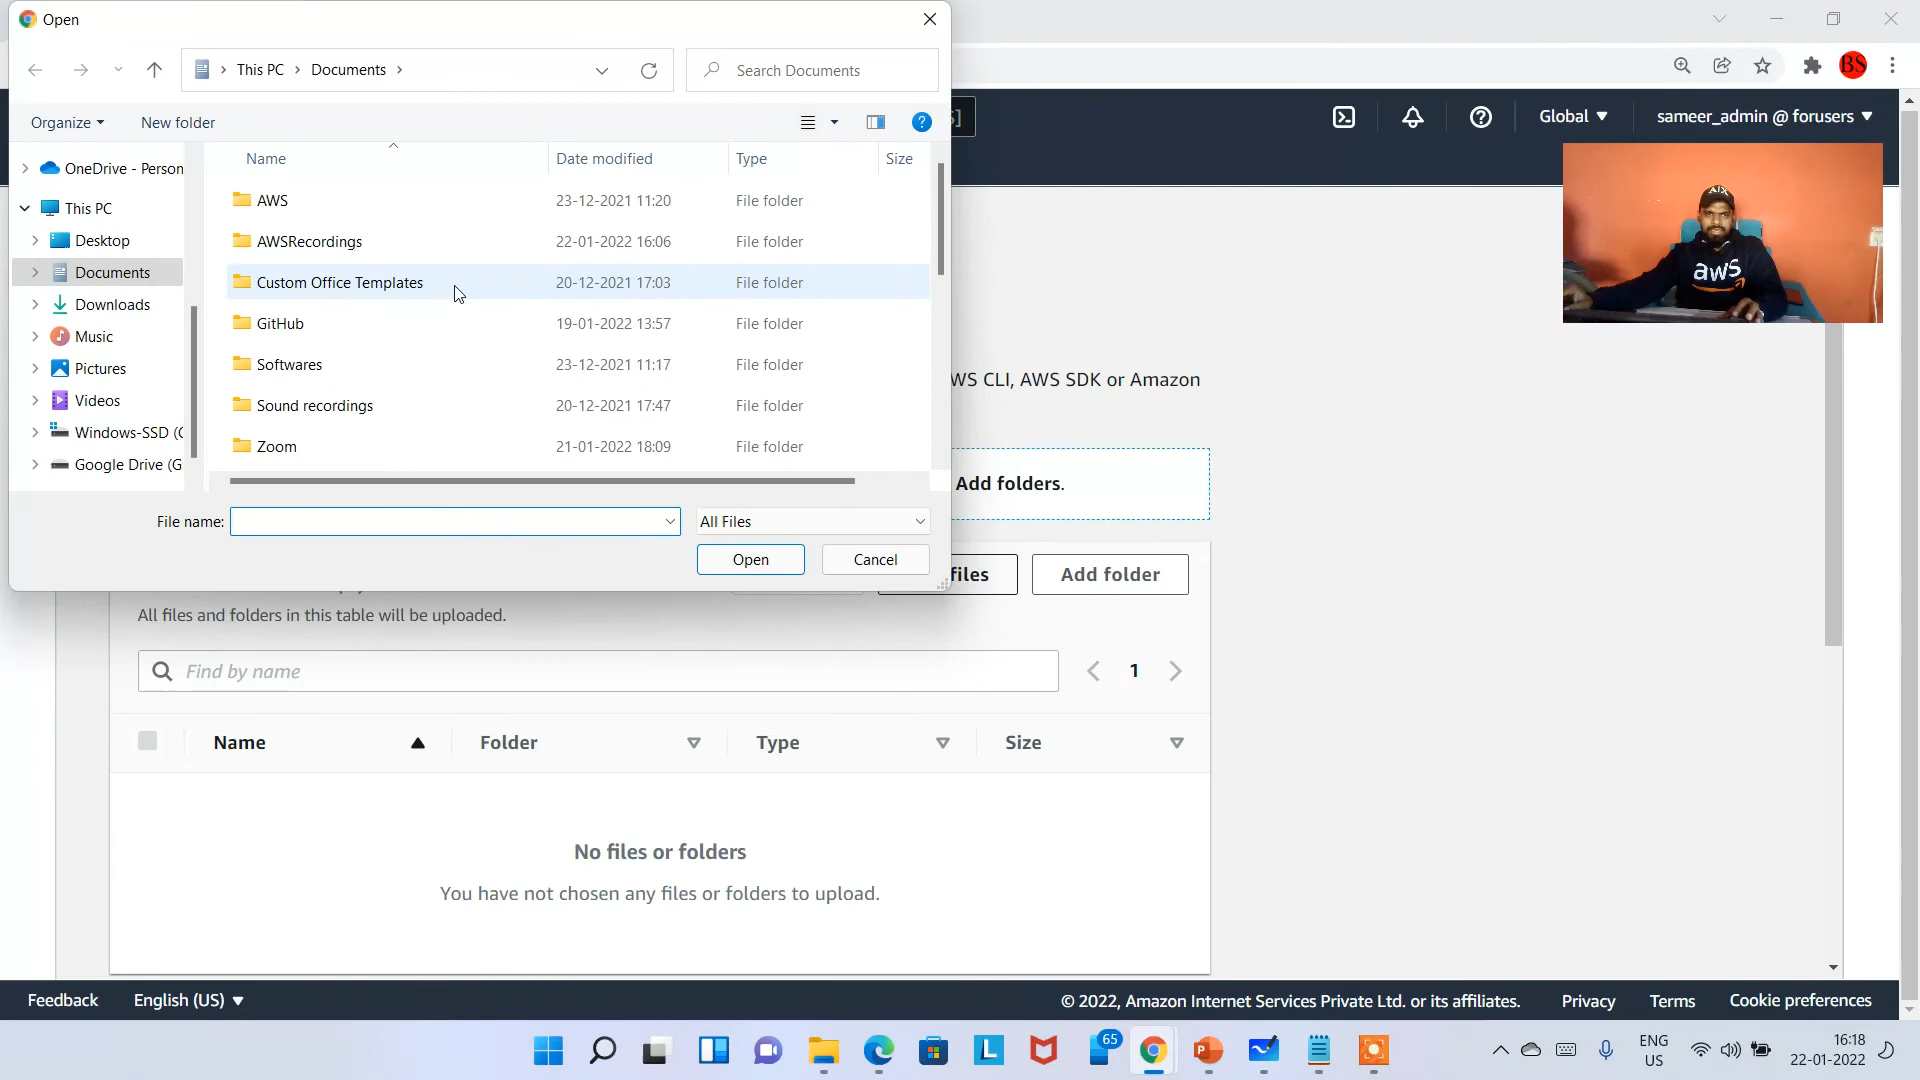 Open
This PC > Documents >
Search Documents
Organize
New folder
Name
Date modified
Type
Size
OneDrive - Person
This PC
Desktop
Documents
Downloads
Music
Pictures
Videos
Windows-SSD (
Google Drive (G
AWS 23-12-2021 11:20 File folder
AWSRecordings 22-01-2022 16:06 File folder
Custom Office Templates 20-12-2021 17:03 File folder
GitHub 19-01-2022 13:57 File folder
Softwares 23-12-2021 11:17 File folder
Sound recordings 20-12-2021 17:47 File folder
Zoom 21-01-2022 18:09 File folder
File name:
All Files
Open
Cancel
BS
Global
sameer_admin @ forusers
AIX
aws
WS CLI, AWS SDK or Amazon
Add folders.
files
Add folder
All files and folders in this table will be uploaded.
Find by name
1
Name
Folder
Type
Size
No files or folders
You have not chosen any files or folders to upload.
Feedback
English (US)
© 2022, Amazon Internet Services Private Ltd. or its affiliates.
Privacy
Terms
Cookie preferences
65
ENG
US
16:18
22-01-2022